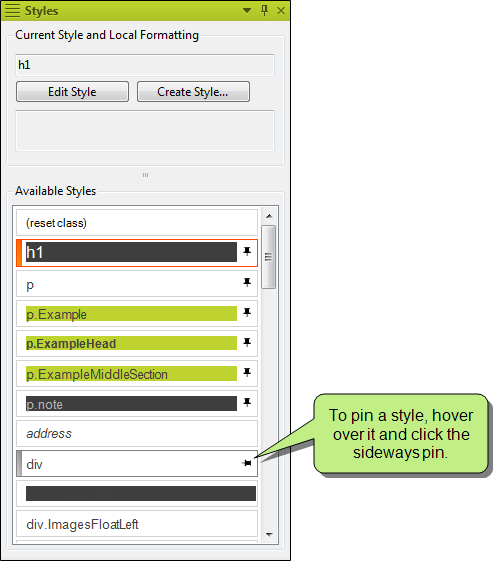 Styles
Current Style and Local Formatting
h1
Edit Style
Create Style...
Available Styles
(reset class)
h1
p
p.Example
p.ExampleHead
p.ExampleMiddleSection
p.note
address
div
div.ImagesFloatLeft
To pin a style, hover
over it and click the
sideways pin.